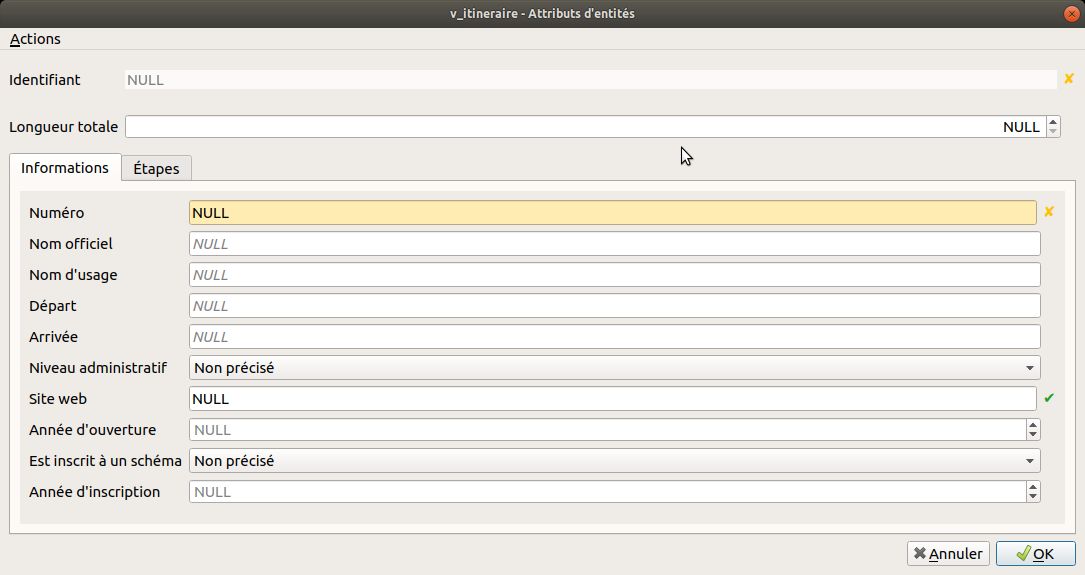 v_itineraire - Attributs d'entités
Actions
Identifiant NULL ✘
Longueur totale NULL
Informations Étapes
Numéro NULL ✘
Nom officiel NULL
Nom d'usage NULL
Départ NULL
Arrivée NULL
Niveau administratif Non précisé
Site web NULL ✔
Année d'ouverture NULL
Est inscrit à un schéma Non précisé
Année d'inscription NULL
Annuler OK